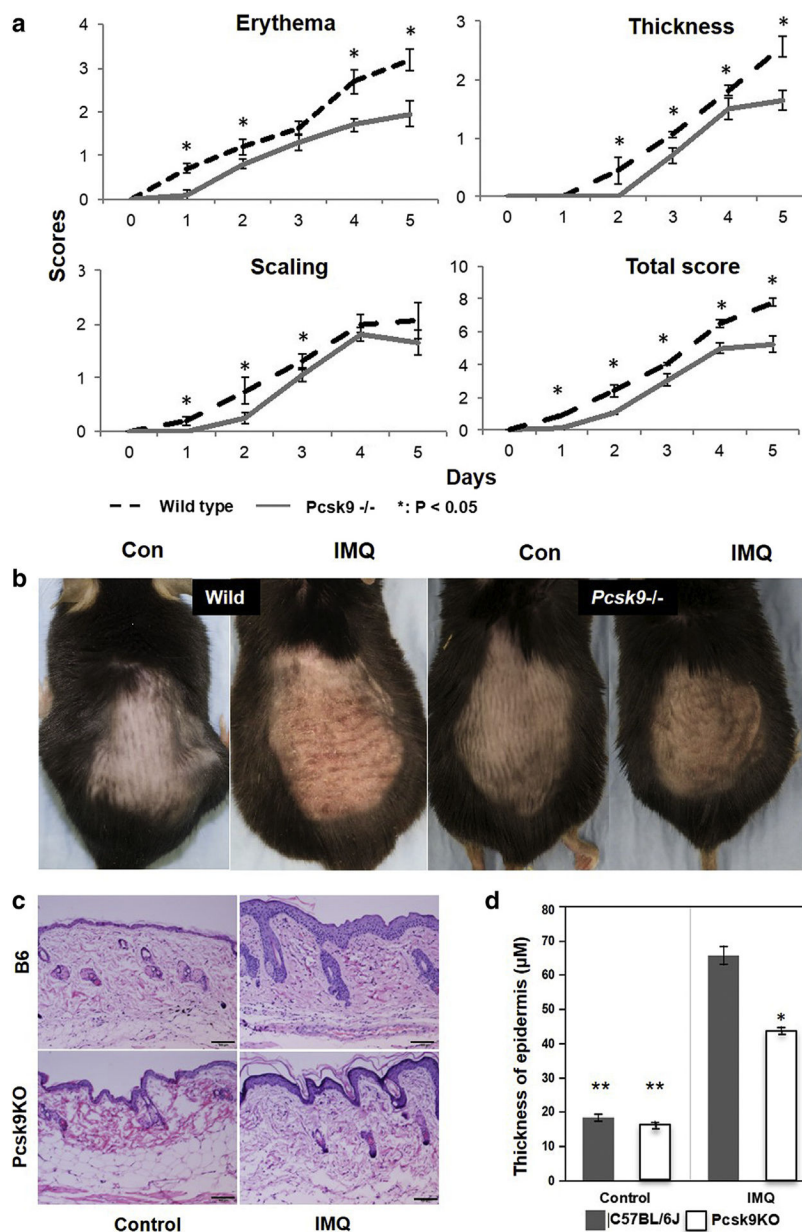 a
Erythema
4
3
2
1
0
* * * *
0 1 2 3 4 5
Thickness
3
2
1
0
* * * *
0 1 2 3 4 5
Scores
Scaling
3
2
1
0
* * *
0 1 2 3 4 5
Total score
10
8
6
4
2
0
* * * * *
0 1 2 3 4 5
Days
Wild type Pcsk9 -/- *: P < 0.05
b
Con IMQ Con IMQ
Wild Pcsk9-/-
c
B6
Pcsk9KO
Control IMQ
d
Thickness of epidermis (µM)
80
70
60
50
40
30
20
10
0
** ** *
Control IMQ
|C57BL/6J Pcsk9KO